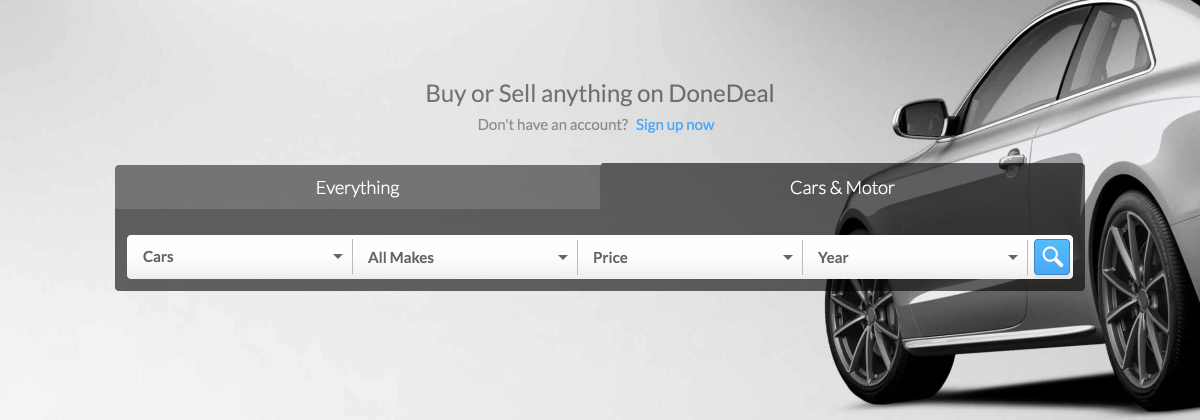 Buy or Sell anything on DoneDeal
Don't have an account? Sign up now
Everything Cars & Motor
Cars All Makes Price Year